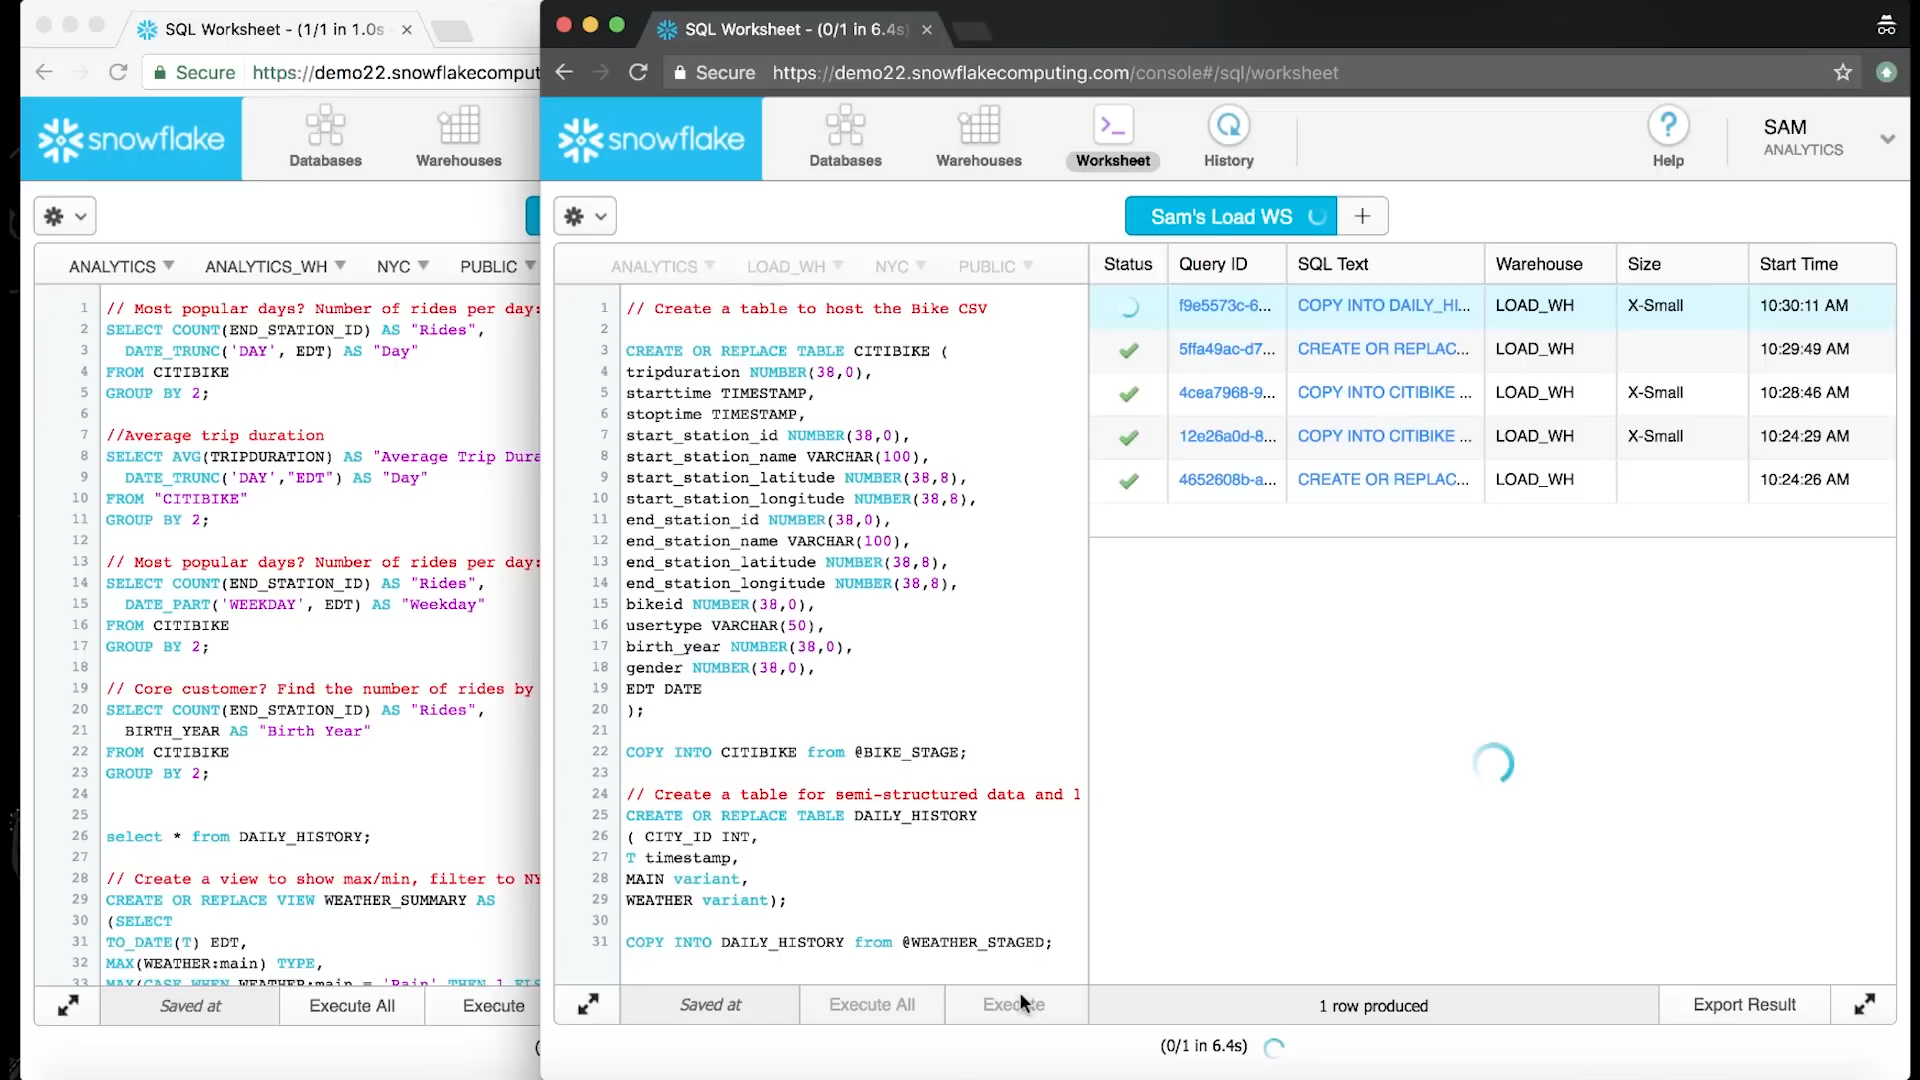 SQL Worksheet - (1/1 in 1.0s
Secure
https://demo22.snowflakecomput
snowflake
Databases
Warehouses
ANALYTICS
ANALYTICS_WH
NYC
PUBLIC
1 // Most popular days? Number of rides per day:
2 SELECT COUNT(END_STATION_ID) AS "Rides",
3 DATE_TRUNC('DAY', EDT) AS "Day"
4 FROM CITIBIKE
5 GROUP BY 2;
6
7 //Average trip duration
8 SELECT AVG(TRIPDURATION) AS "Average Trip Dura
9 DATE_TRUNC('DAY',"EDT") AS "Day"
10 FROM "CITIBIKE"
11 GROUP BY 2;
12
13 // Most popular days? Number of rides per day:
14 SELECT COUNT(END_STATION_ID) AS "Rides",
15 DATE_PART('WEEKDAY', EDT) AS "Weekday"
16 FROM CITIBIKE
17 GROUP BY 2;
18
19 // Core customer? Find the number of rides by
20 SELECT COUNT(END_STATION_ID) AS "Rides",
21 BIRTH_YEAR AS "Birth Year"
22 FROM CITIBIKE
23 GROUP BY 2;
24
25
26 select * from DAILY_HISTORY;
27
28 // Create a view to show max/min, filter to NY
29 CREATE OR REPLACE VIEW WEATHER_SUMMARY AS
30 (SELECT
31 TO_DATE(T) EDT,
32 MAX(WEATHER:main) TYPE,
33 MAX(CASE WHEN WEATHER:main = 'Rain' THEN 1 ELS
Saved at
Execute All
Execute
(
SQL Worksheet - (0/1 in 6.4s)
Secure
https://demo22.snowflakecomputing.com/console#/sql/worksheet
snowflake
Databases
Warehouses
Worksheet
History
Help
SAM
ANALYTICS
Sam's Load WS
+
ANALYTICS
LOAD_WH
NYC
PUBLIC
1 // Create a table to host the Bike CSV
2
3 CREATE OR REPLACE TABLE CITIBIKE (
4 tripduration NUMBER(38,0),
5 starttime TIMESTAMP,
6 stoptime TIMESTAMP,
7 start_station_id NUMBER(38,0),
8 start_station_name VARCHAR(100),
9 start_station_latitude NUMBER(38,8),
10 start_station_longitude NUMBER(38,8),
11 end_station_id NUMBER(38,0),
12 end_station_name VARCHAR(100),
13 end_station_latitude NUMBER(38,8),
14 end_station_longitude NUMBER(38,8),
15 bikeid NUMBER(38,0),
16 usertype VARCHAR(50),
17 birth_year NUMBER(38,0),
18 gender NUMBER(38,0),
19 EDT DATE
20 );
21
22 COPY INTO CITIBIKE from @BIKE_STAGE;
23
24 // Create a table for semi-structured data and l
25 CREATE OR REPLACE TABLE DAILY_HISTORY
26 ( CITY_ID INT,
27 T timestamp,
28 MAIN variant,
29 WEATHER variant);
30
31 COPY INTO DAILY_HISTORY from @WEATHER_STAGED;
Saved at
Execute All
Execute
Status Query ID SQL Text Warehouse Size Start Time
f9e5573c-6... COPY INTO DAILY_HI... LOAD_WH X-Small 10:30:11 AM
5ffa49ac-d7... CREATE OR REPLAC... LOAD_WH 10:29:49 AM
4cea7968-9... COPY INTO CITIBIKE ... LOAD_WH X-Small 10:28:46 AM
12e26a0d-8... COPY INTO CITIBIKE ... LOAD_WH X-Small 10:24:29 AM
4652608b-a... CREATE OR REPLAC... LOAD_WH 10:24:26 AM
1 row produced
Export Result
(0/1 in 6.4s)